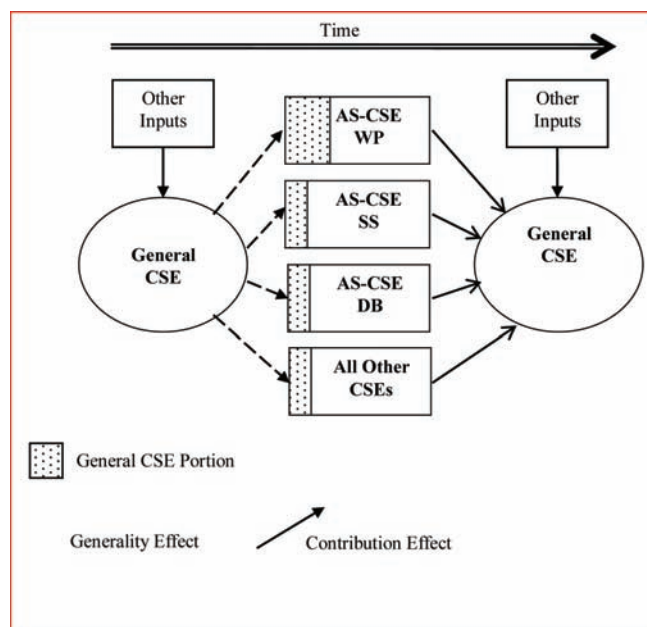 Time
Other
Inputs
Other
Inputs
AS-CSE
WP
AS-CSE
SS
General
CSE
General
CSE
AS-CSE
DB
All Other
CSEs
General CSE Portion
Generality Effect
Contribution Effect